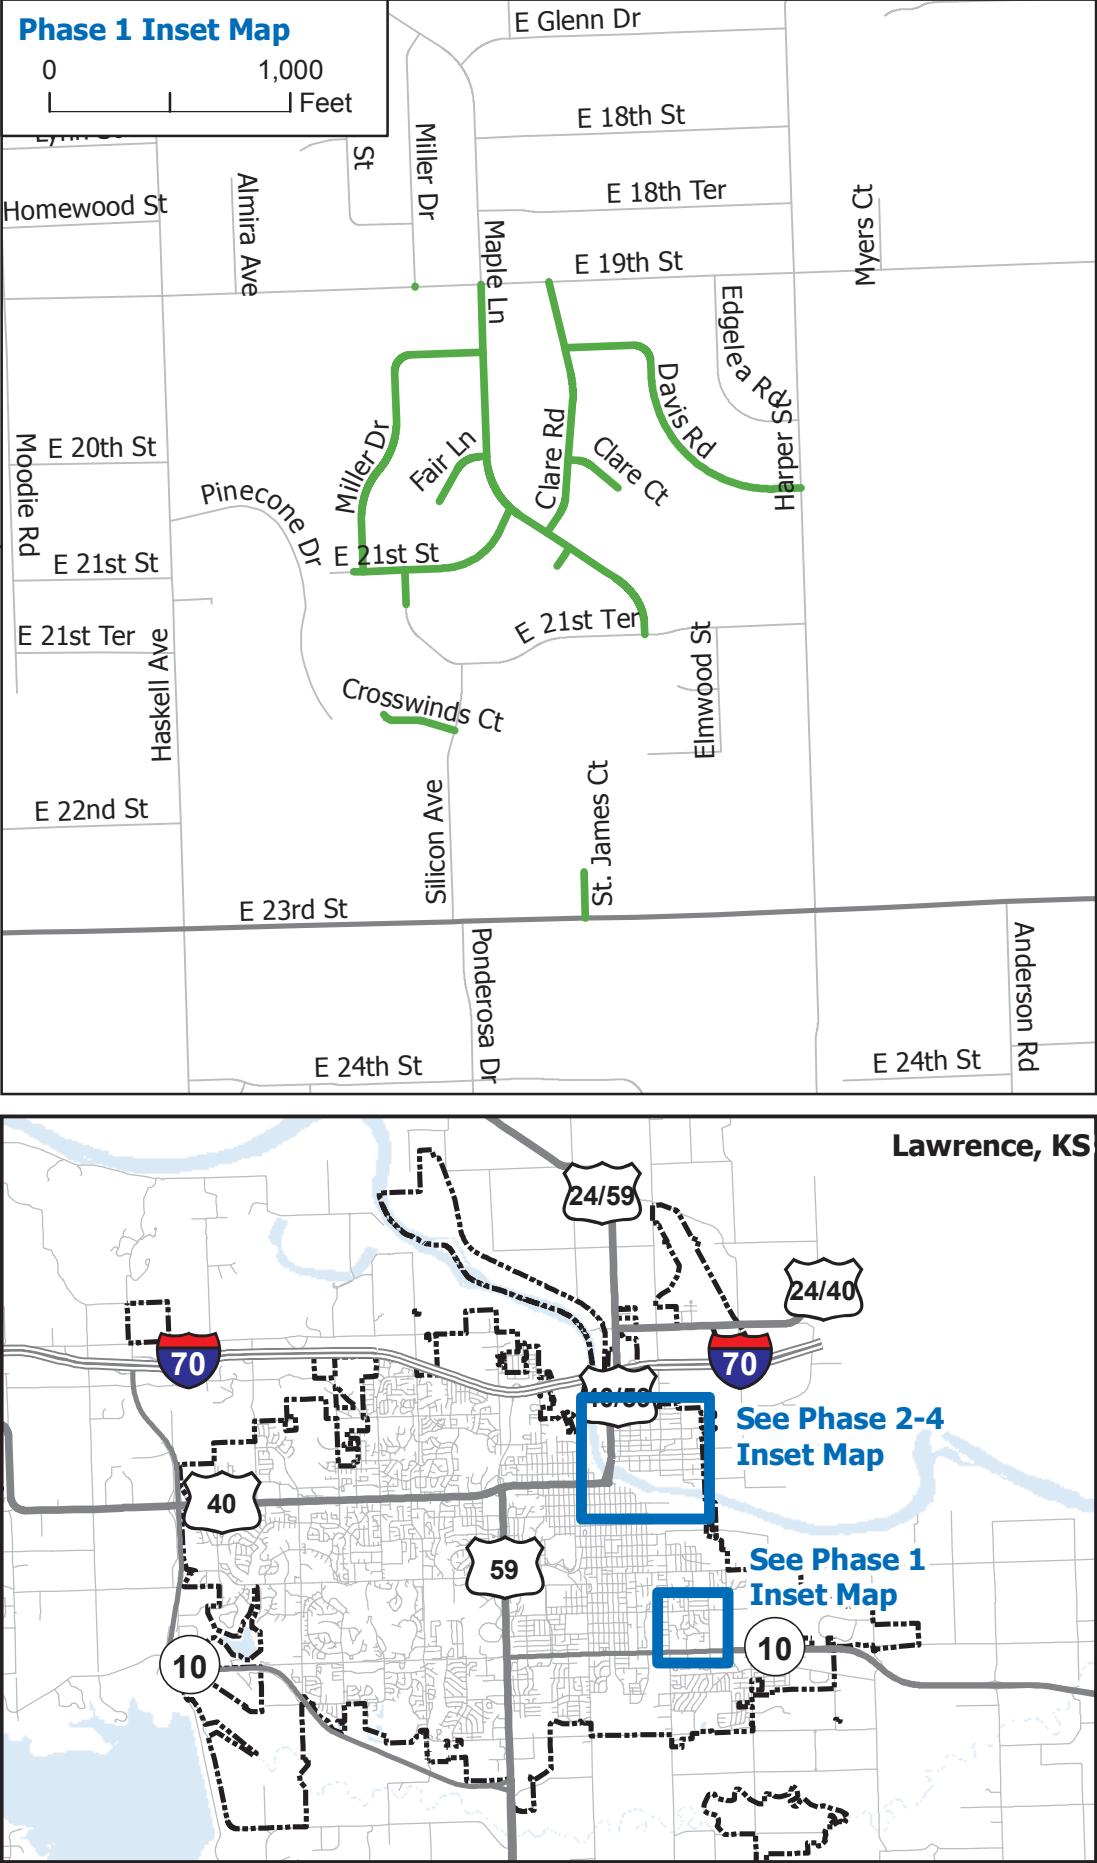 Phase 1 Inset Map
0 1,000
Feet
E Glenn Dr
E 18th St
St
Miller Dr
Almira Ave
Homewood St
E 18th Ter
Myers Ct
Maple Ln
E 19th St
Edgelea Rd
Davis Rd
Harper St
Moodie Rd
E 20th St
Miller Dr
Fair Ln
Clare Rd
Clare Ct
Pinecone Dr
E 21st St
E 21st St
E 21st Ter
E 21st Ter
Haskell Ave
Elmwood St
Crosswinds Ct
Silicon Ave
St. James Ct
E 22nd St
E 23rd St
Ponderosa Dr
Anderson Rd
E 24th St
E 24th St
Lawrence, KS
24/59
24/40
70
70
See Phase 2-4
Inset Map
40
59
See Phase 1
Inset Map
10
10